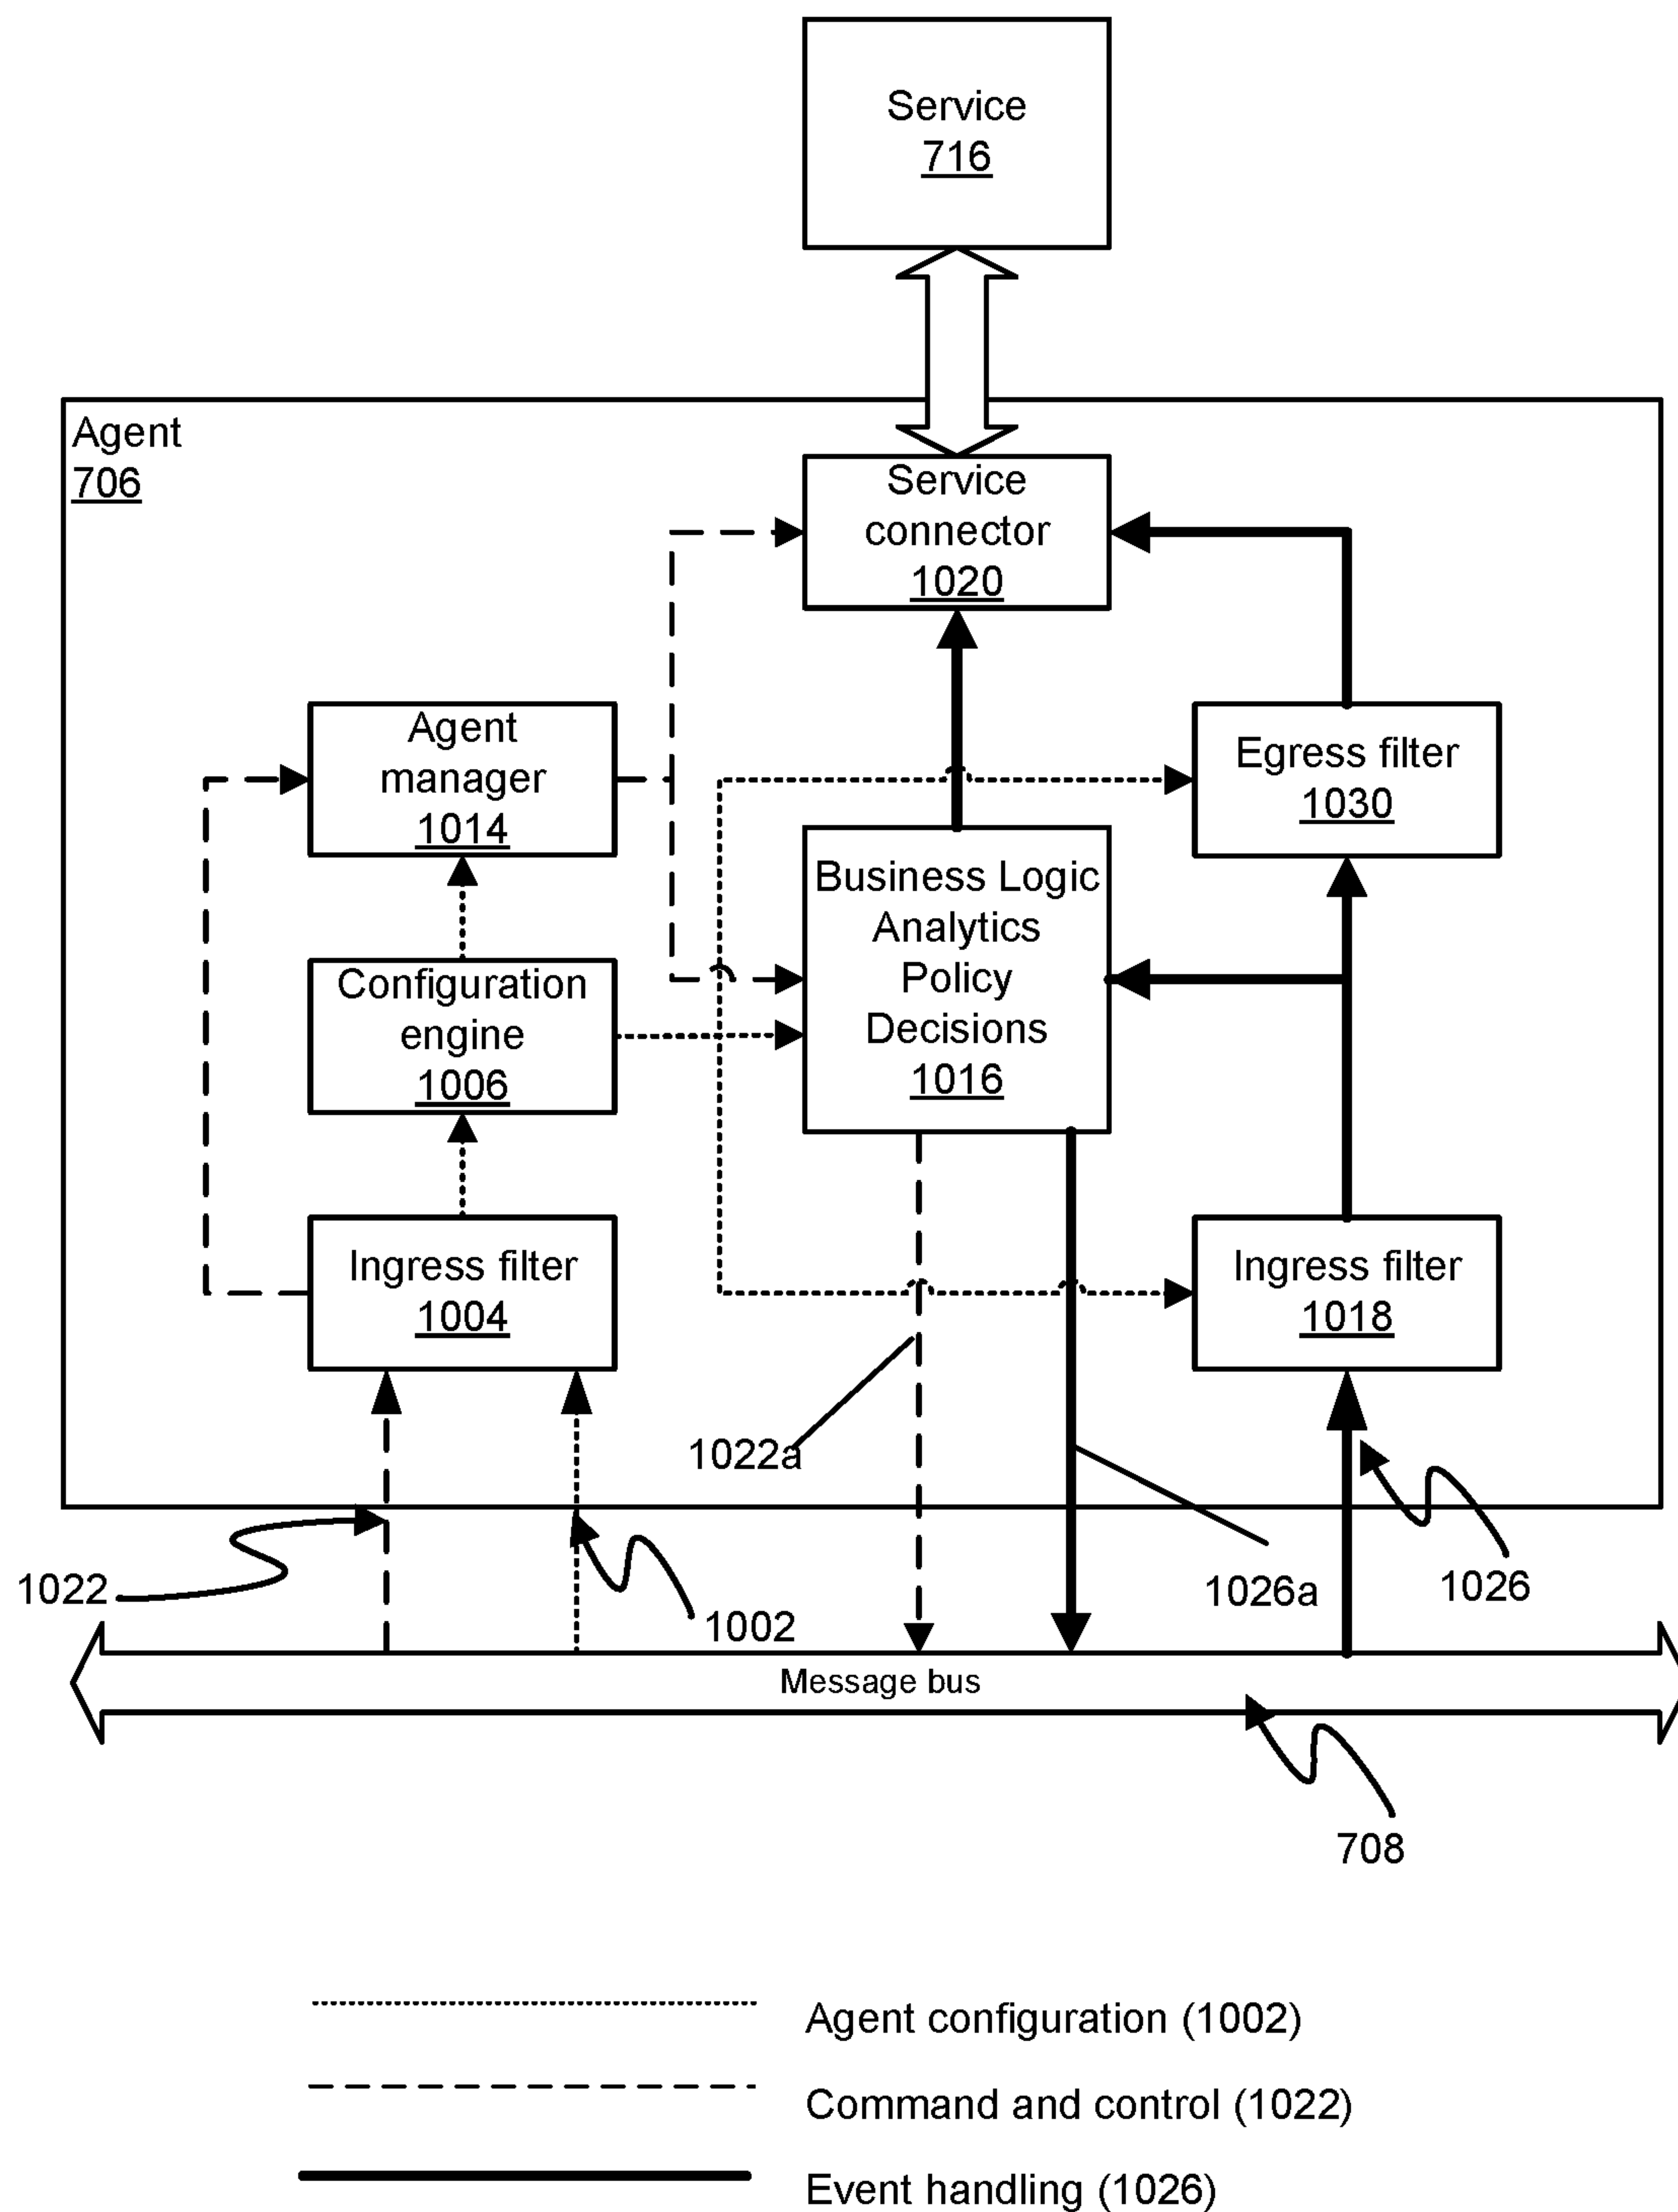 Service
716
Agent
706
Service
connector
1020
Agent
manager
1014
Egress filter
1030
Business Logic
Analytics
Policy
Decisions
1016
Configuration
engine
1006
Ingress filter
1004
Ingress filter
1018
1022a
1022
1002
1026a
1026
Message bus
708
Agent configuration (1002)
Command and control (1022)
Event handling (1026)